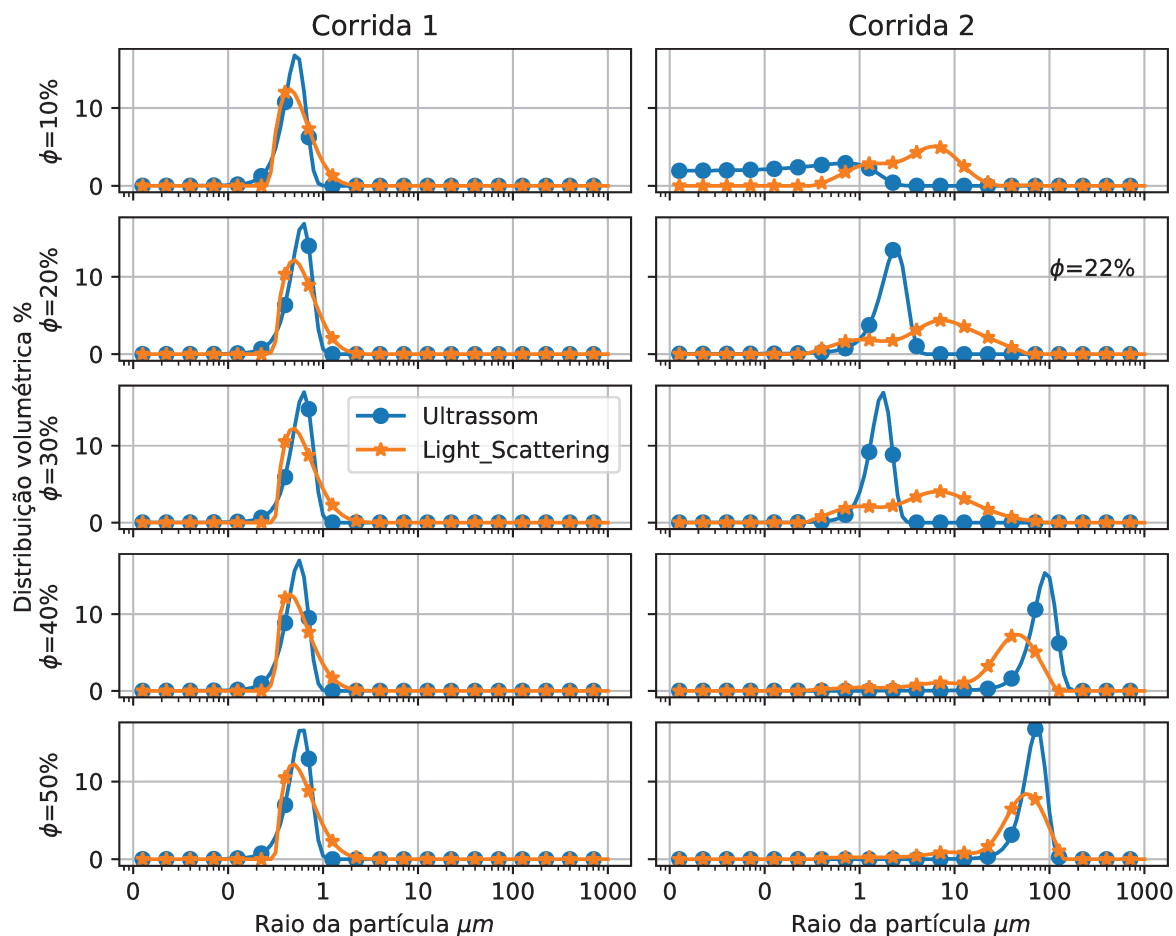 Corrida 1
Corrida 2
Distribuição volumétrica %
ϕ=10%
10
0
ϕ=20%
10
0
ϕ=22%
ϕ=30%
10
0
Ultrassom
Light_Scattering
ϕ=40%
10
0
ϕ=50%
10
0
0 0 1 10 100 1000
0 0 1 10 100 1000
Raio da partícula μm
Raio da partícula μm